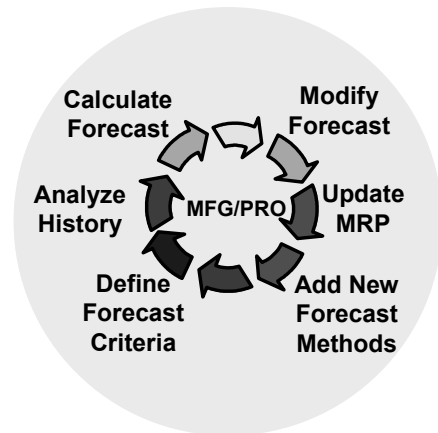 Calculate
Forecast
Modify
Forecast
Analyze
History
MFG/PRO
Update
MRP
Define
Forecast
Criteria
Add New
Forecast
Methods